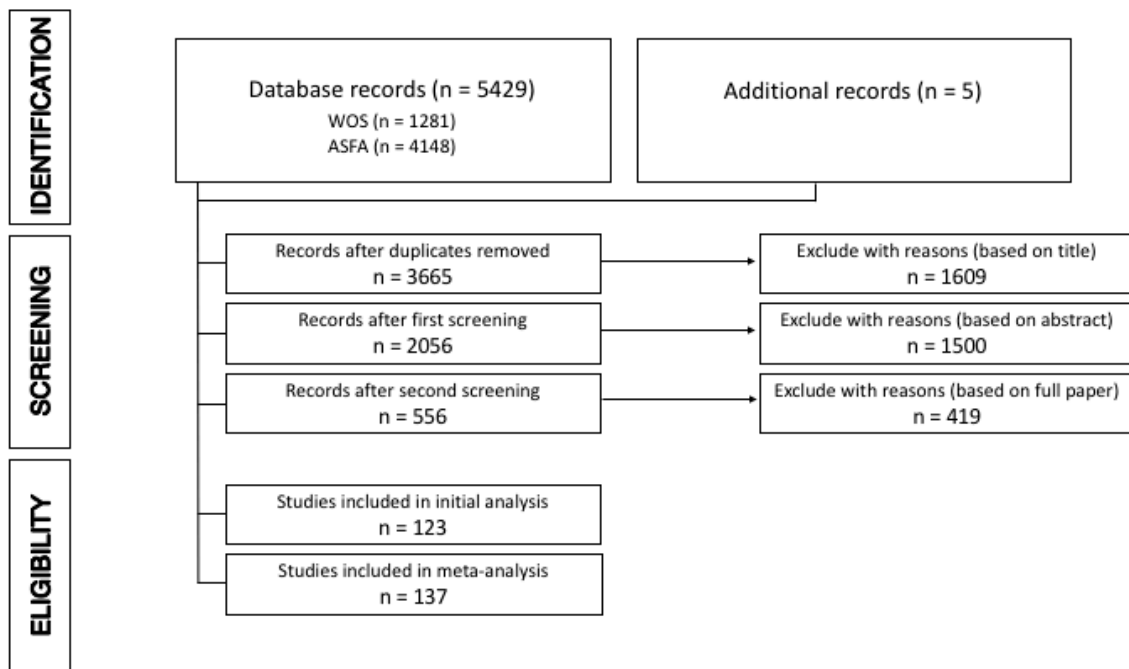 IDENTIFICATION
Database records (n = 5429)
WOS (n = 1281)
ASFA (n = 4148)
Additional records (n = 5)
SCREENING
Records after duplicates removed
n = 3665
Exclude with reasons (based on title)
n = 1609
Records after first screening
n = 2056
Exclude with reasons (based on abstract)
n = 1500
Records after second screening
n = 556
Exclude with reasons (based on full paper)
n = 419
ELIGIBILITY
Studies included in initial analysis
n = 123
Studies included in meta-analysis
n = 137